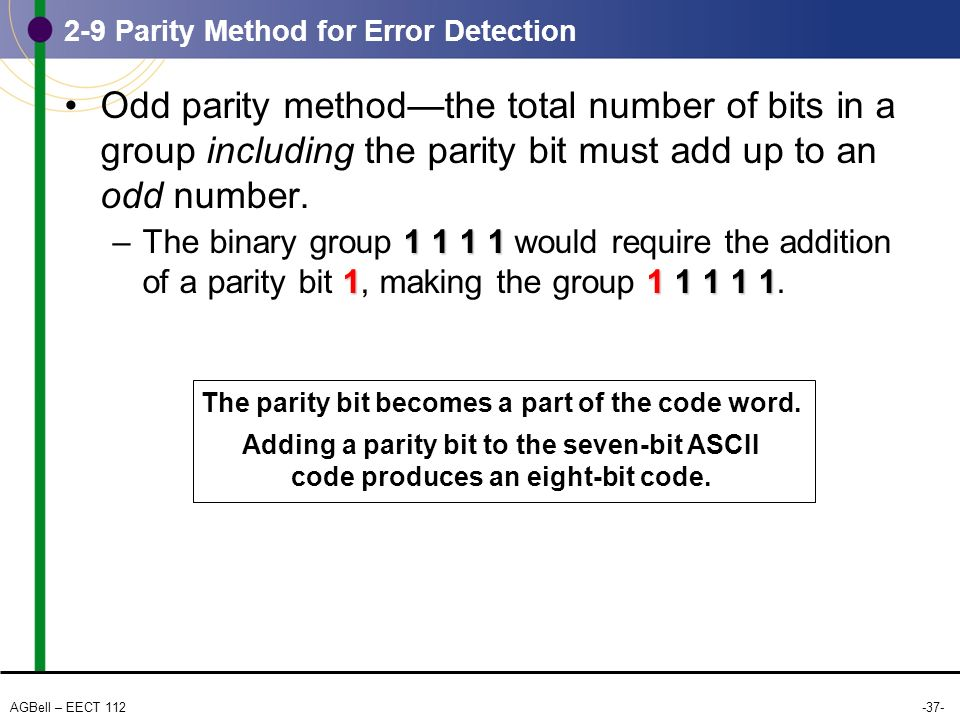 2-9 Parity Method for Error Detection
• Odd parity method—the total number of bits in a
group including the parity bit must add up to an
odd number.
–The binary group 1 1 1 1 would require the addition
of a parity bit 1, making the group 1 1 1 1 1.
The parity bit becomes a part of the code word.
Adding a parity bit to the seven-bit ASCII
code produces an eight-bit code.
AGBell – EECT 112
-37-